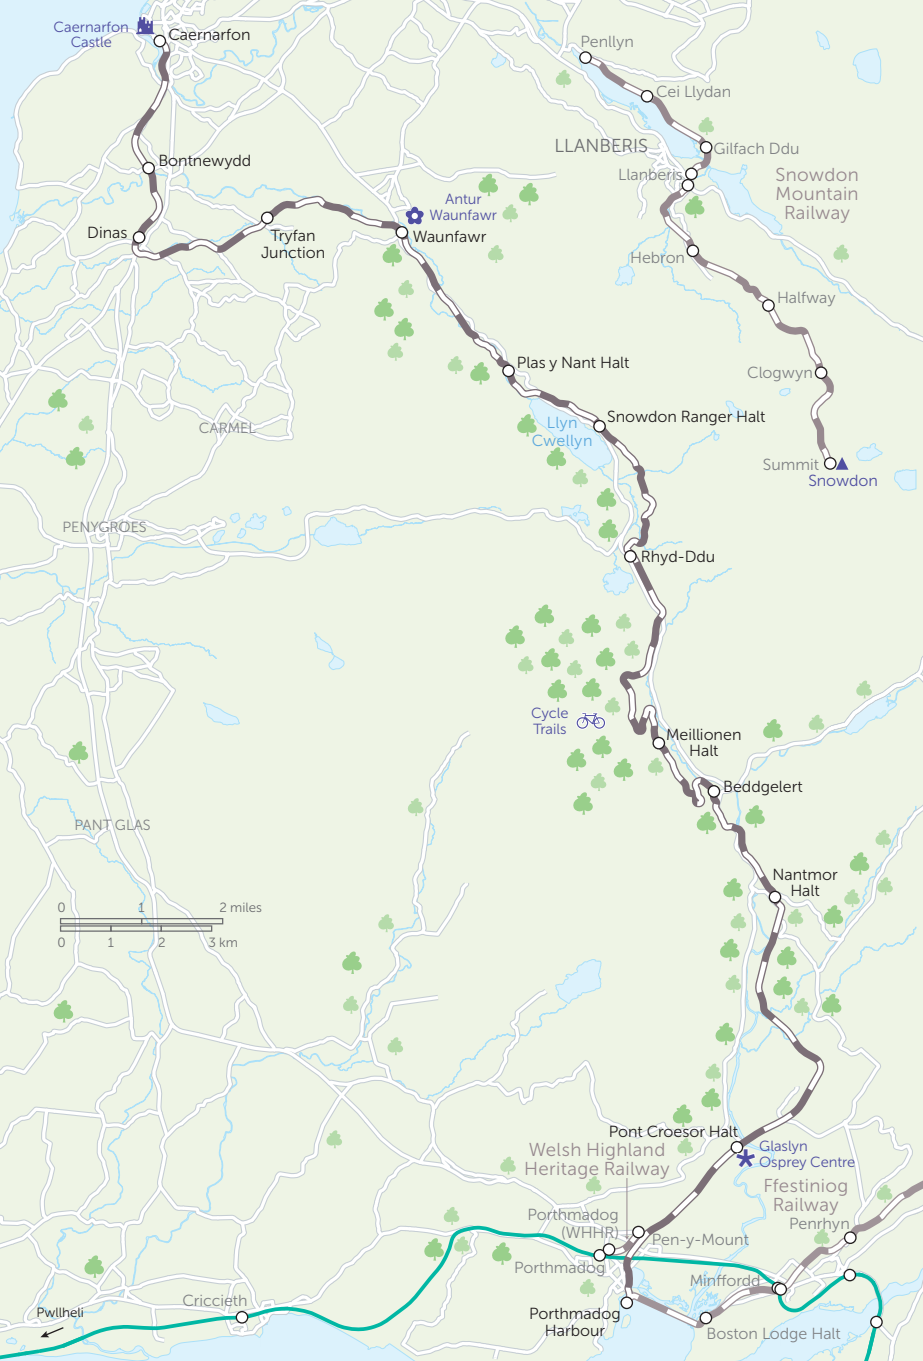 Caernarfon
Castle
Caernarfon
Penllyn
Cei Llydan
LLANBERIS
Gilfach Ddu
Bontnewydd
Llanberis
Snowdon
Mountain
Railway
Antur
Waunfawr
Dinas
Tryfan
Junction
Waunfawr
Hebron
Halfway
Plas y Nant Halt
Clogwyn
Snowdon Ranger Halt
Llyn
Cwellyn
CARMEL
Summit
Snowdon
PENYGROES
Rhyd-Ddu
Cycle
Trails
Meillionen
Halt
Beddgelert
PANT GLAS
Nantmor
Halt
0 1 2 miles
0 1 2 3 km
Pont Croesor Halt
Welsh Highland
Heritage Railway
Glaslyn
Osprey Centre
Ffestiniog
Railway
Porthmadog
(WHHR)
Penrhyn
Pen-y-Mount
Porthmadog
Minffordd
Criccieth
Pwllheli
Porthmadog
Harbour
Boston Lodge Halt